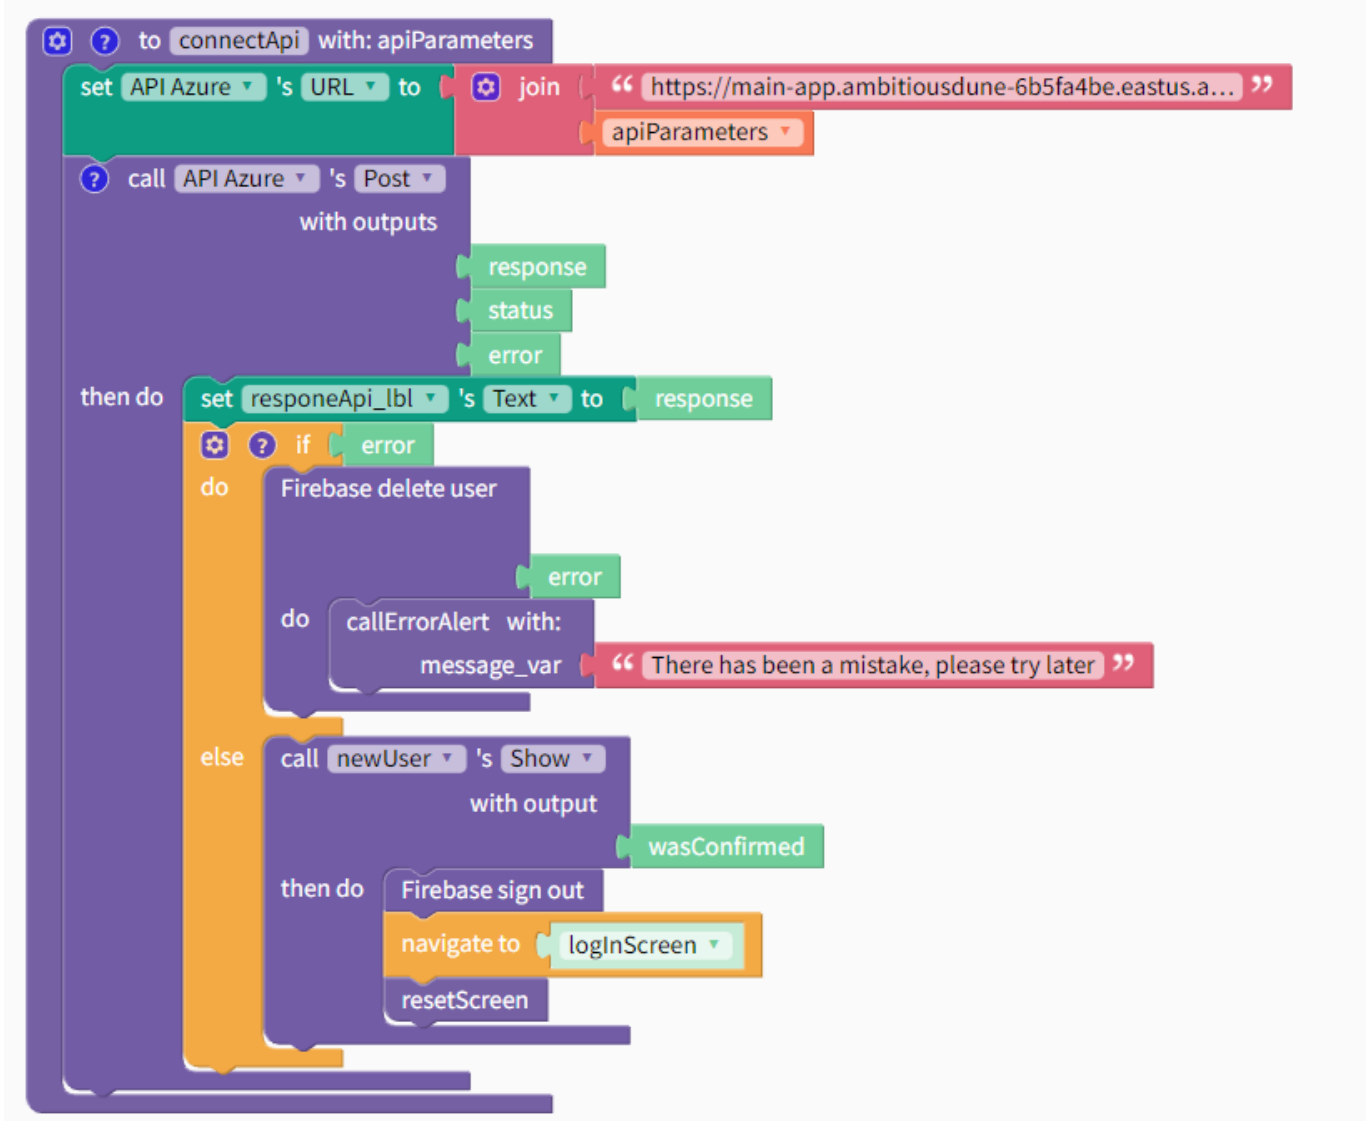 ? to connectApi with: apiParameters
set API Azure 's URL to join “ https://main-app.ambitiousdune-6b5fa4be.eastus.a... ”
apiParameters
? call API Azure 's Post
with outputs
response
status
error
then do set responeApi_lbl 's Text to response
? if error
do Firebase delete user
error
do callErrorAlert with:
message_var “ There has been a mistake, please try later ”
else call newUser 's Show
with output
wasConfirmed
then do Firebase sign out
navigate to logInScreen
resetScreen